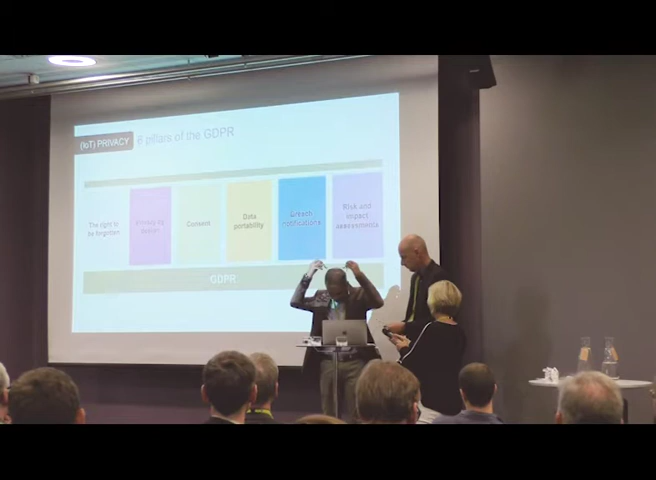 (IoT) PRIVACY 6 pillars of the GDPR
The right to
be forgotten
Privacy by
design
Consent
Data
portability
Breach
notifications
Risk and
impact
assessments
GDPR